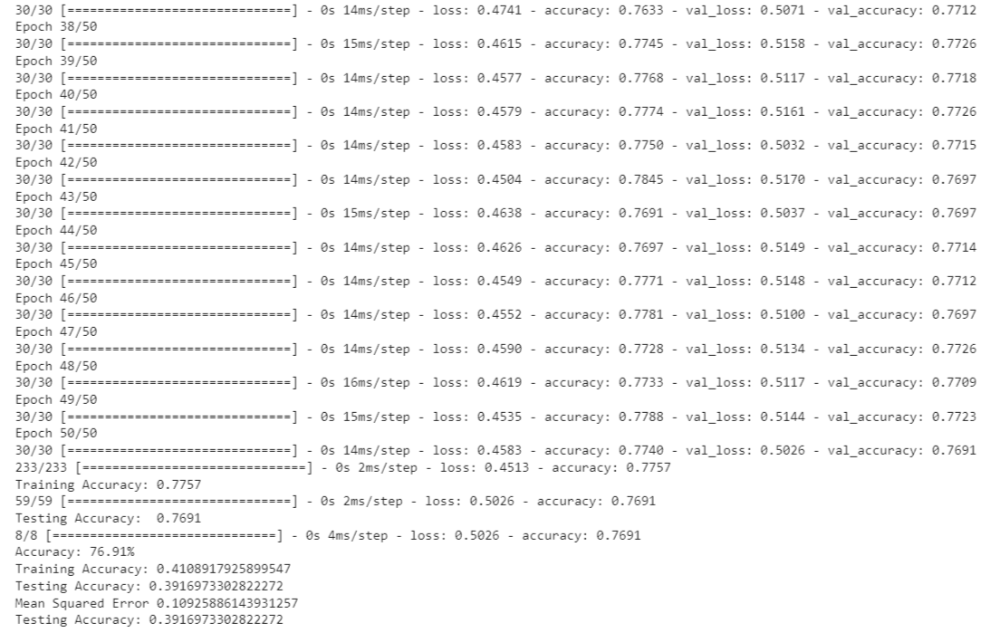 30/30 [==============================] - 0s 14ms/step - loss: 0.4741 - accuracy: 0.7633 - val_loss: 0.5071 - val_accuracy: 0.7712
Epoch 38/50
30/30 [==============================] - 0s 15ms/step - loss: 0.4615 - accuracy: 0.7745 - val_loss: 0.5158 - val_accuracy: 0.7726
Epoch 39/50
30/30 [==============================] - 0s 14ms/step - loss: 0.4577 - accuracy: 0.7768 - val_loss: 0.5117 - val_accuracy: 0.7718
Epoch 40/50
30/30 [==============================] - 0s 14ms/step - loss: 0.4579 - accuracy: 0.7774 - val_loss: 0.5161 - val_accuracy: 0.7726
Epoch 41/50
30/30 [==============================] - 0s 14ms/step - loss: 0.4583 - accuracy: 0.7750 - val_loss: 0.5032 - val_accuracy: 0.7715
Epoch 42/50
30/30 [==============================] - 0s 14ms/step - loss: 0.4504 - accuracy: 0.7845 - val_loss: 0.5170 - val_accuracy: 0.7697
Epoch 43/50
30/30 [==============================] - 0s 15ms/step - loss: 0.4638 - accuracy: 0.7691 - val_loss: 0.5037 - val_accuracy: 0.7697
Epoch 44/50
30/30 [==============================] - 0s 14ms/step - loss: 0.4626 - accuracy: 0.7697 - val_loss: 0.5149 - val_accuracy: 0.7714
Epoch 45/50
30/30 [==============================] - 0s 14ms/step - loss: 0.4549 - accuracy: 0.7771 - val_loss: 0.5148 - val_accuracy: 0.7712
Epoch 46/50
30/30 [==============================] - 0s 14ms/step - loss: 0.4552 - accuracy: 0.7781 - val_loss: 0.5100 - val_accuracy: 0.7697
Epoch 47/50
30/30 [==============================] - 0s 14ms/step - loss: 0.4590 - accuracy: 0.7728 - val_loss: 0.5134 - val_accuracy: 0.7726
Epoch 48/50
30/30 [==============================] - 0s 16ms/step - loss: 0.4619 - accuracy: 0.7733 - val_loss: 0.5117 - val_accuracy: 0.7709
Epoch 49/50
30/30 [==============================] - 0s 15ms/step - loss: 0.4535 - accuracy: 0.7788 - val_loss: 0.5144 - val_accuracy: 0.7723
Epoch 50/50
30/30 [==============================] - 0s 14ms/step - loss: 0.4583 - accuracy: 0.7740 - val_loss: 0.5026 - val_accuracy: 0.7691
233/233 [==============================] - 0s 2ms/step - loss: 0.4513 - accuracy: 0.7757
Training Accuracy: 0.7757
59/59 [==============================] - 0s 2ms/step - loss: 0.5026 - accuracy: 0.7691
Testing Accuracy:  0.7691
8/8 [==============================] - 0s 4ms/step - loss: 0.5026 - accuracy: 0.7691
Accuracy: 76.91%
Training Accuracy: 0.4108917925899547
Testing Accuracy: 0.3916973302822272
Mean Squared Error 0.10925886143931257
Testing Accuracy: 0.3916973302822272